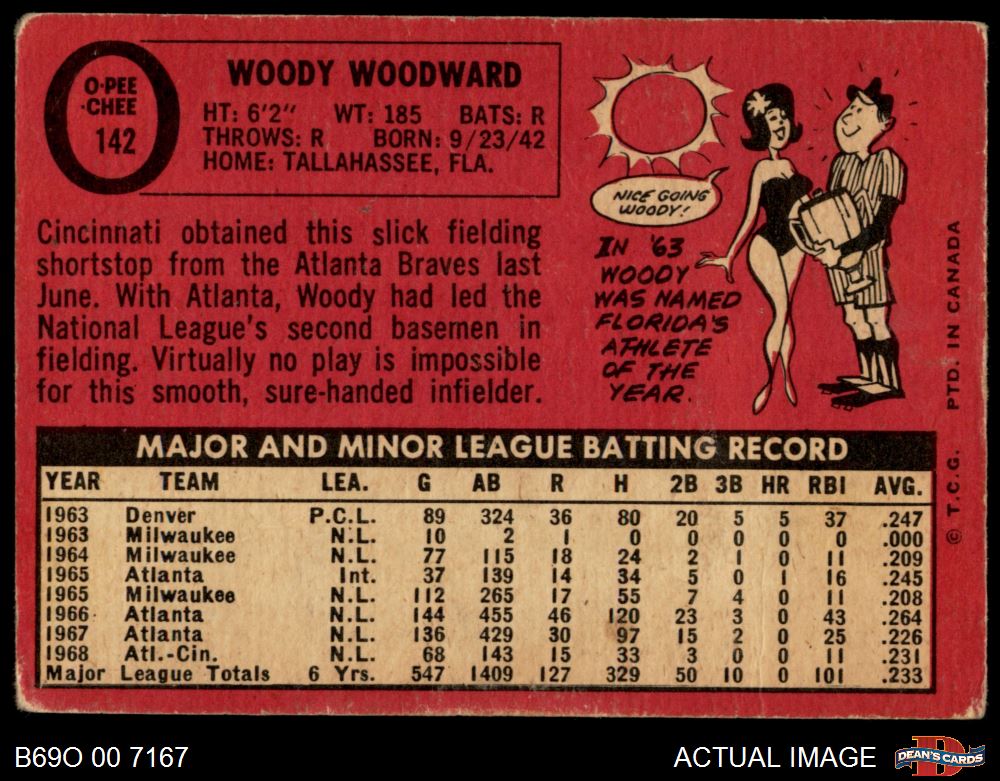 O-PEE
-CHEE
142
WOODY WOODWARD
HT: 6'2" WT: 185 BATS: R
THROWS: R BORN: 9/23/42
HOME: TALLAHASSEE, FLA.
Cincinnati obtained this slick fielding
shortstop from the Atlanta Braves last
June. With Atlanta, Woody had led the
National League's second basemen in
fielding. Virtually no play is impossible
for this smooth, sure-handed infielder.
NICE GOING
WOODY!
IN '63
WOODY
WAS NAMED
FLORIDA'S
ATHLETE
OF THE
YEAR.
© T.C.G. PTD. IN CANADA
MAJOR AND MINOR LEAGUE BATTING RECORD
YEAR TEAM LEA. G AB R H 2B 3B HR RBI AVG.
1963 Denver P.C.L. 89 324 36 80 20 5 5 37 .247
1963 Milwaukee N.L. 10 2 1 0 0 0 0 0 .000
1964 Milwaukee N.L. 77 115 18 24 2 1 0 11 .209
1965 Atlanta Int. 37 139 14 34 5 0 1 16 .245
1965 Milwaukee N.L. 112 265 17 55 7 4 0 11 .208
1966 Atlanta N.L. 144 455 46 120 23 3 0 43 .264
1967 Atlanta N.L. 136 429 30 97 15 2 0 25 .226
1968 Atl.-Cin. N.L. 68 143 15 33 3 0 0 11 .231
Major League Totals 6 Yrs. 547 1409 127 329 50 10 0 101 .233
B69O 00 7167
ACTUAL IMAGE
DEAN'S CARDS